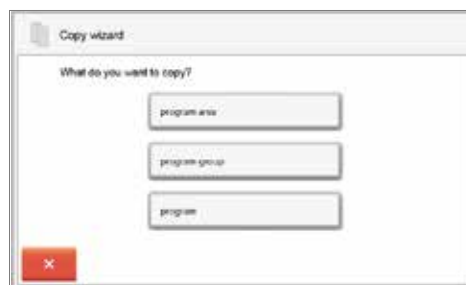 Copy wizard
What do you want to copy?
program area
program group
program